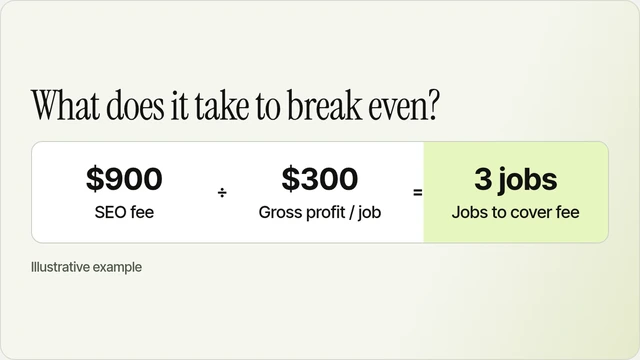 What does it take to break even?
$900 ÷ $300 = 3 jobs
SEO fee Gross profit / job Jobs to cover fee
Illustrative example